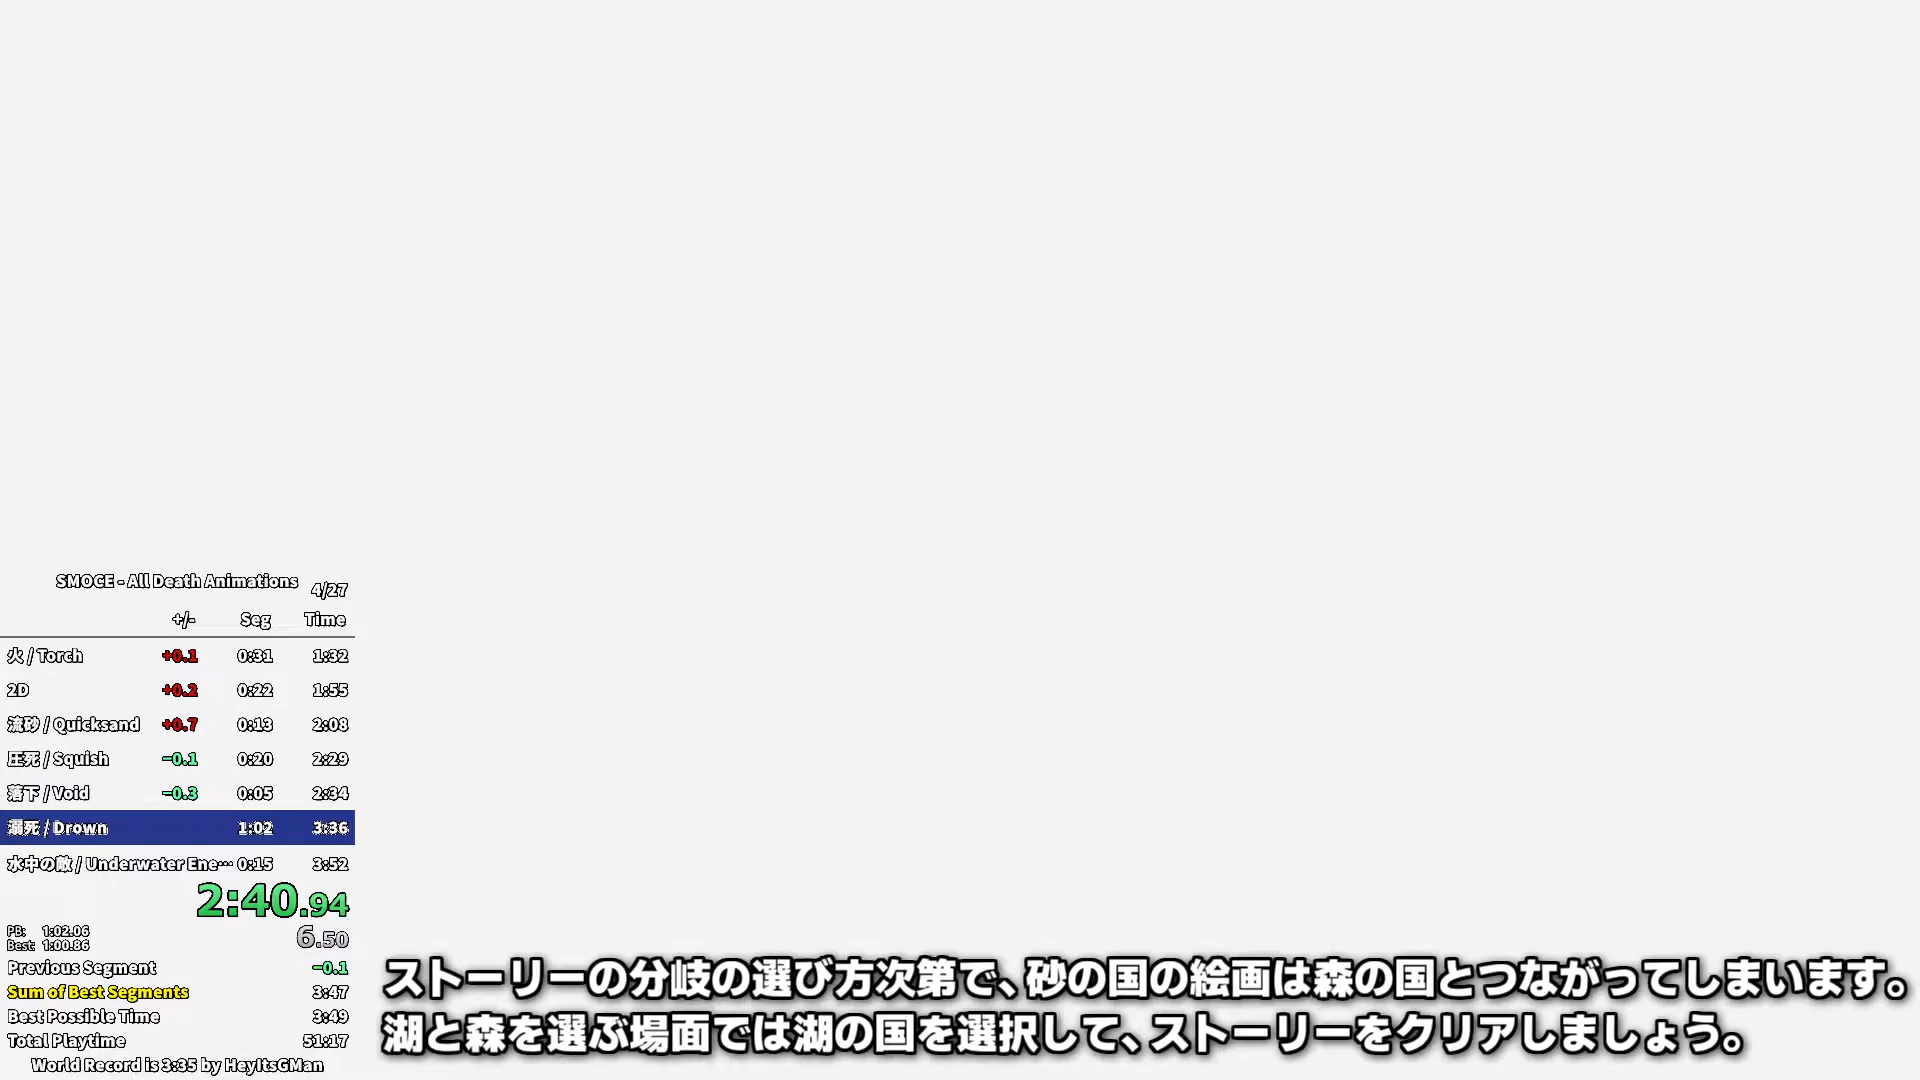 SMOCE - All Death Animations
4/27
+/- Seg Time
火 / Torch +0.1 0:31 1:32
2D +0.2 0:22 1:55
流砂 / Quicksand +0.7 0:13 2:08
圧死 / Squish −0.1 0:20 2:29
落下 / Void −0.3 0:05 2:34
溺死 / Drown 1:02 3:36
水中の敵 / Underwater Ene… 0:15 3:52
2:40.94
PB: 1:02.06
Best: 1:00.86
6.50
Previous Segment −0.1
Sum of Best Segments 3:47
Best Possible Time 3:49
Total Playtime 51:17
World Record is 3:35 by HeyItsGMan
ストーリーの分岐の選び方次第で、砂の国の絵画は森の国とつながってしまいます。
湖と森を選ぶ場面では湖の国を選択して、ストーリーをクリアしましょう。